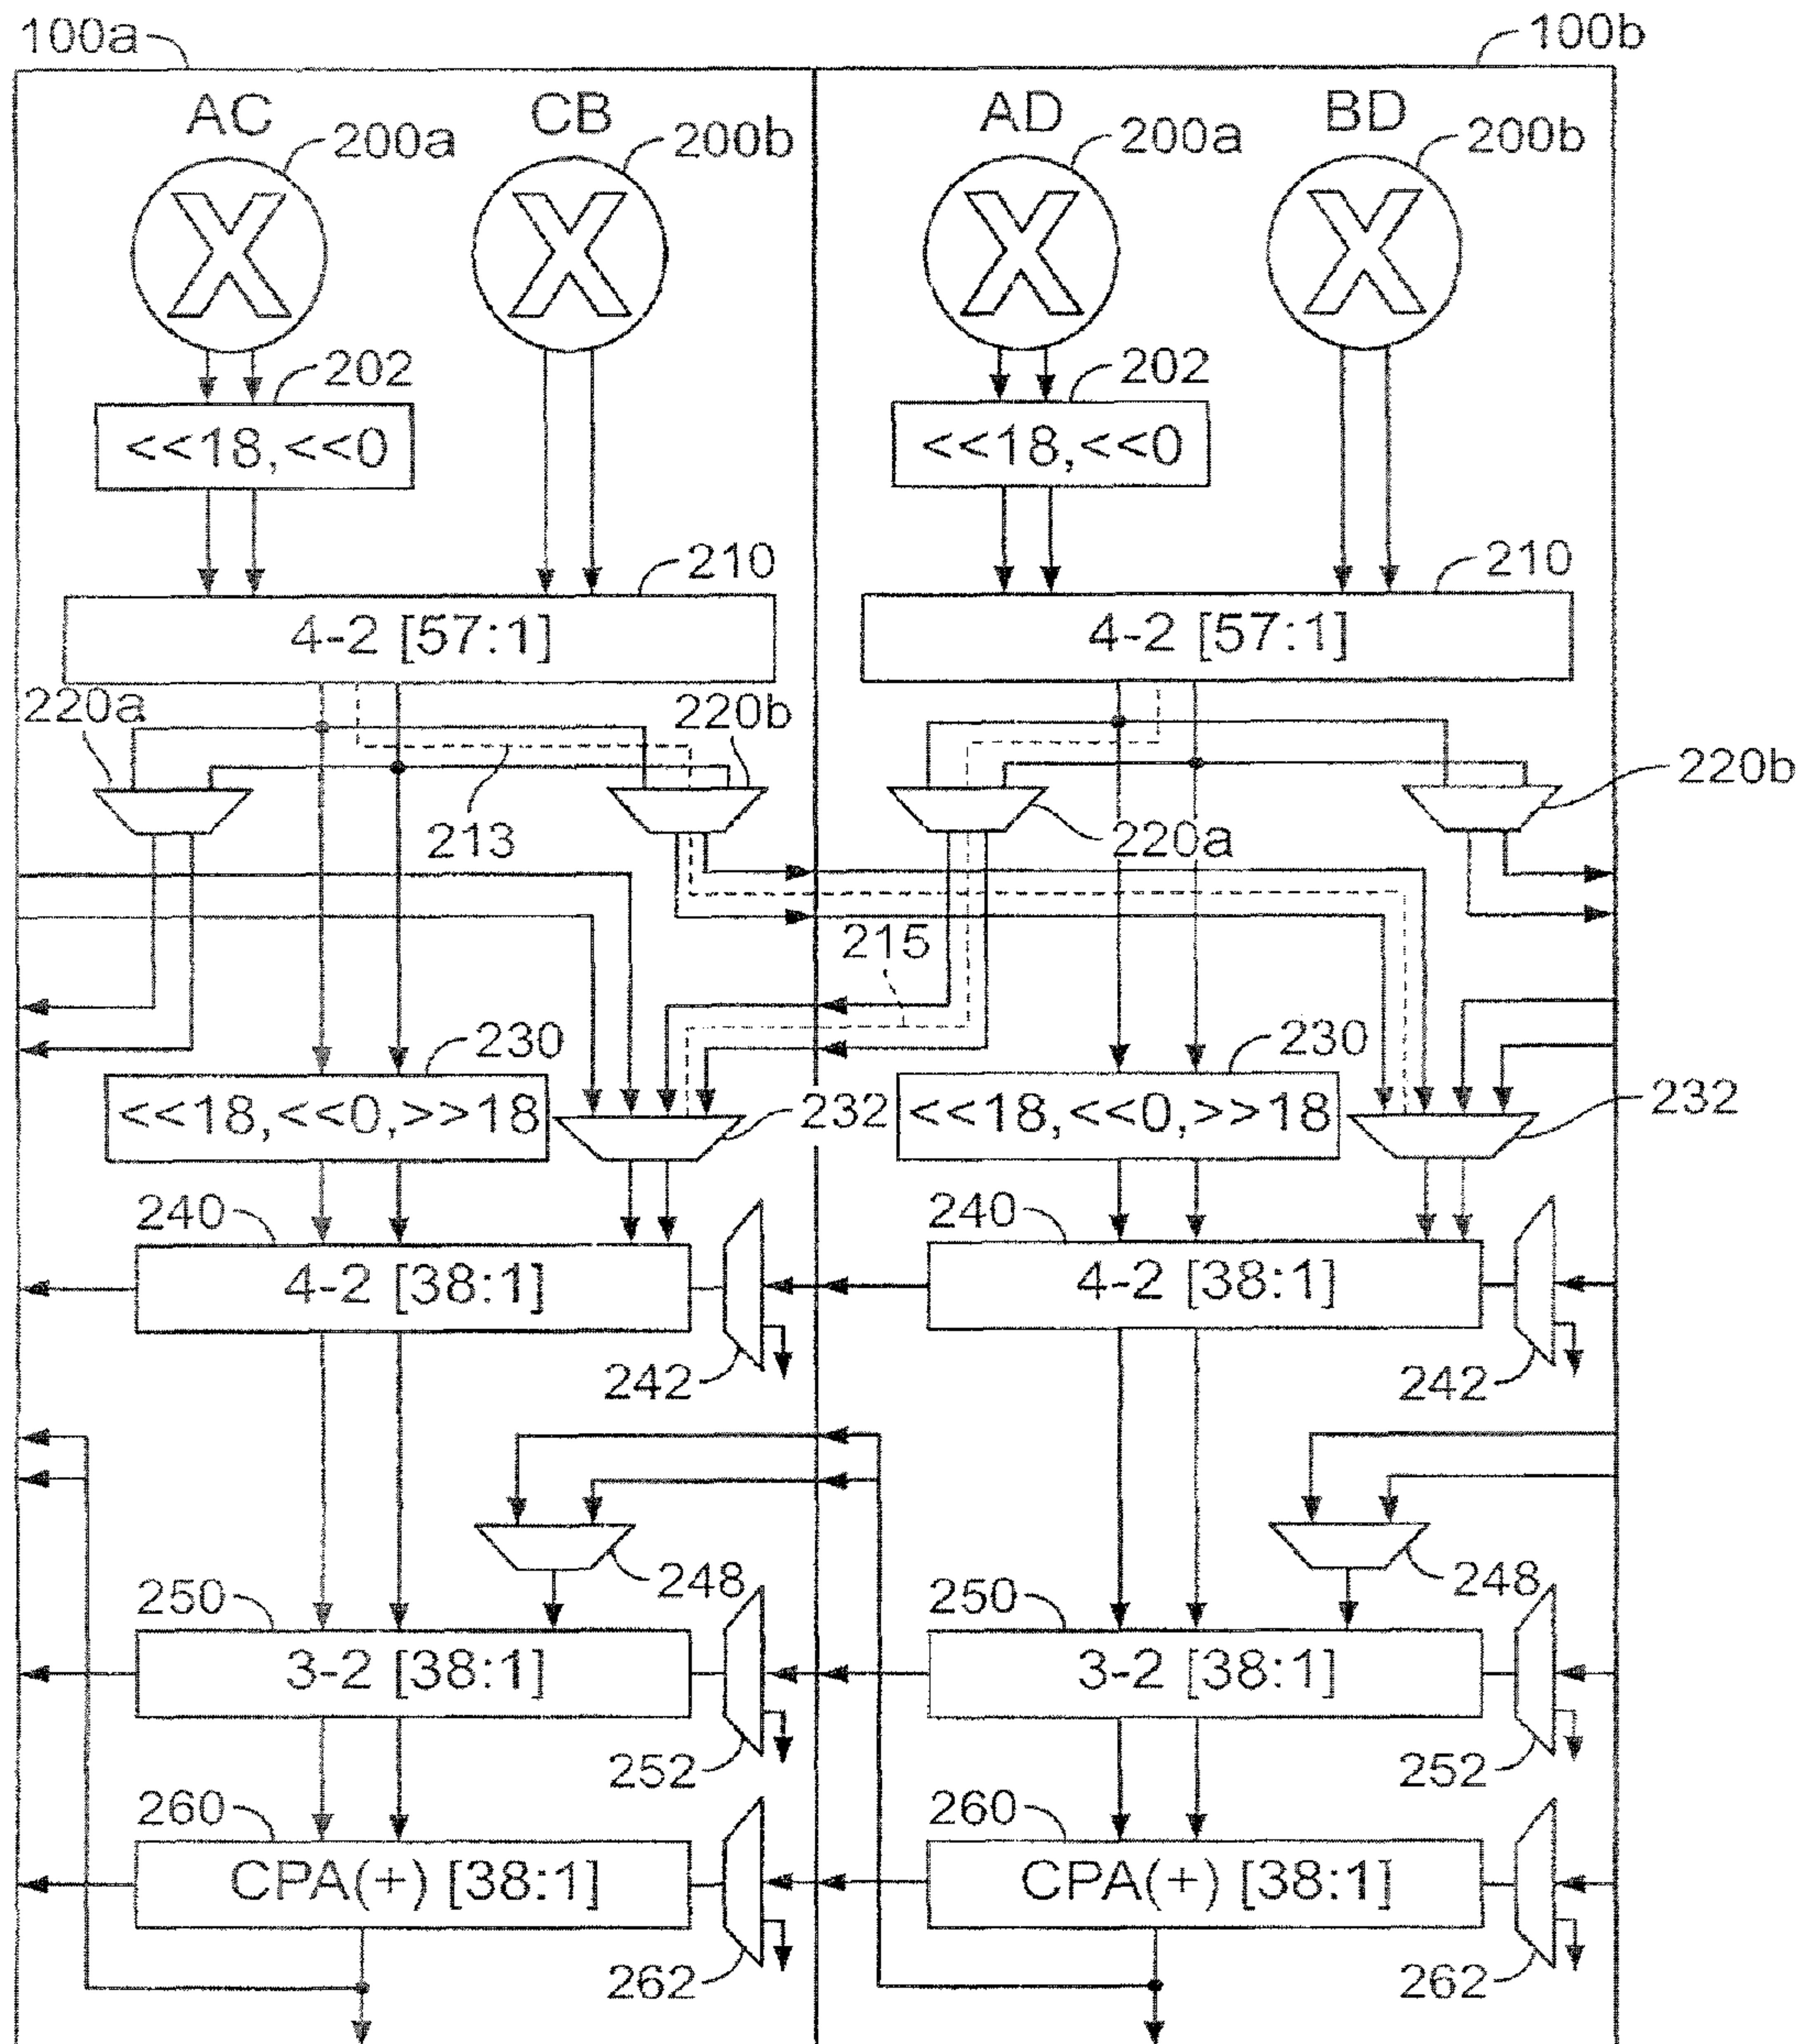 100a 100b
AC CB AD BD
200a 200b 200a 200b
X X X X
202 202
<<18,<<0 <<18,<<0
210 210
4-2 [57:1] 4-2 [57:1]
220a 220b 220b
213 220a
215
230 230
<<18,<<0,>>18 232 <<18,<<0,>>18 232
240 240
4-2 [38:1] 4-2 [38:1]
242 242
248 248
250 250
3-2 [38:1] 3-2 [38:1]
252 252
260 260
CPA(+) [38:1] CPA(+) [38:1]
262 262